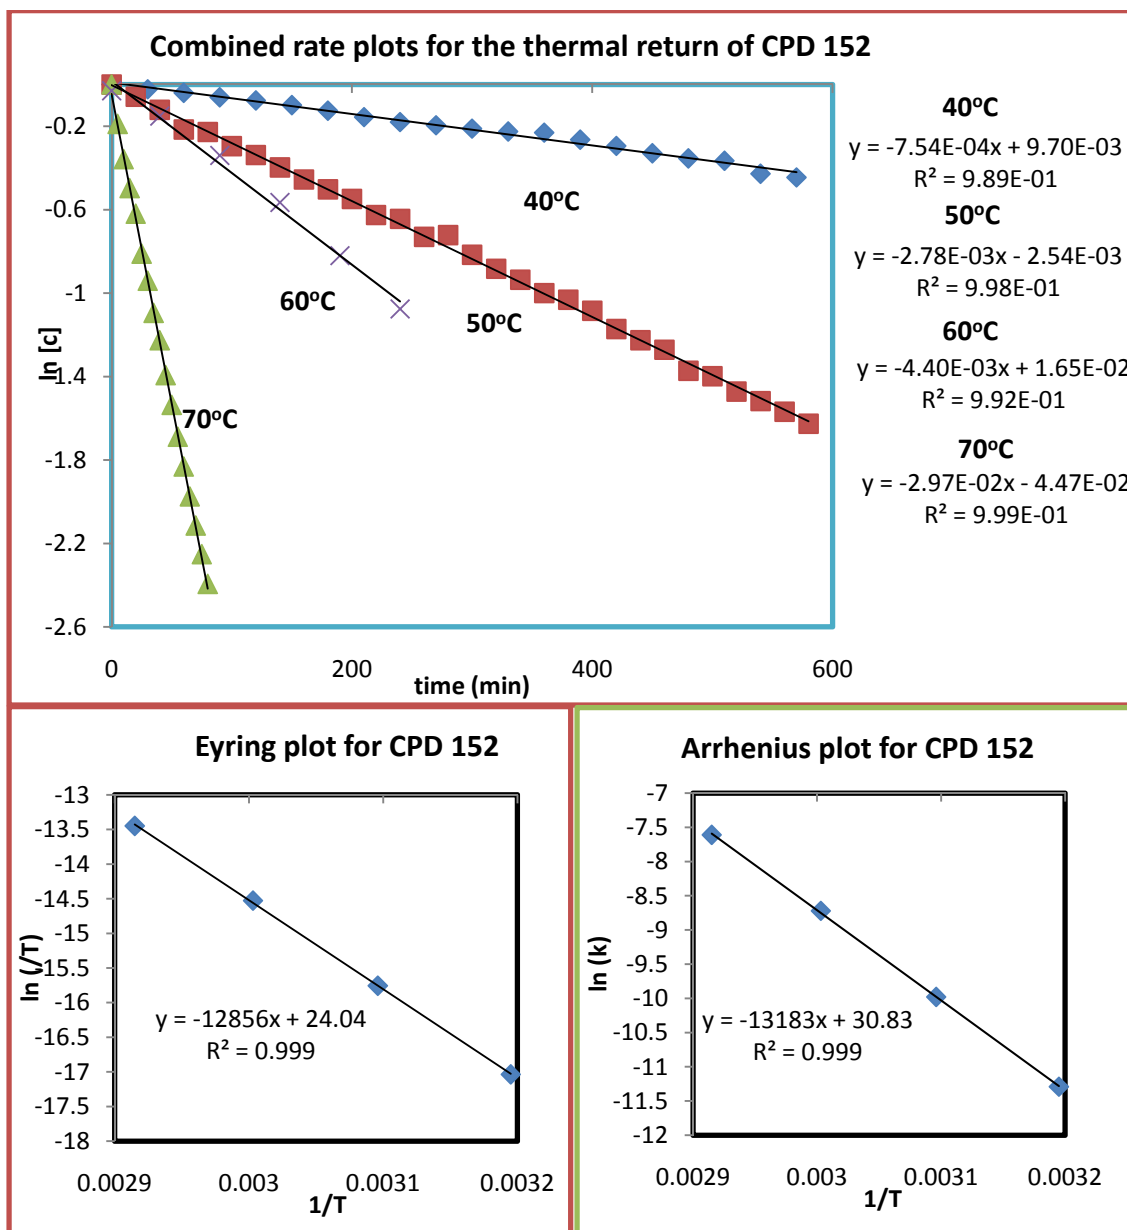 Combined rate plots for the thermal return of CPD 152
-0.2
-0.6
-1
-1.4
-1.8
-2.2
-2.6
ln [c]
0
200
400
600
time (min)
40°C
50°C
60°C
70°C
40°C
y = -7.54E-04x + 9.70E-03
R² = 9.89E-01
50°C
y = -2.78E-03x - 2.54E-03
R² = 9.98E-01
60°C
y = -4.40E-03x + 1.65E-02
R² = 9.92E-01
70°C
y = -2.97E-02x - 4.47E-02
R² = 9.99E-01
Eyring plot for CPD 152
-13
-13.5
-14
-14.5
-15
-15.5
-16
-16.5
-17
-17.5
-18
ln (/T)
y = -12856x + 24.04
R² = 0.999
0.0029
0.003
0.0031
0.0032
1/T
Arrhenius plot for CPD 152
-7
-7.5
-8
-8.5
-9
-9.5
-10
-10.5
-11
-11.5
-12
ln (k)
y = -13183x + 30.83
R² = 0.999
0.0029
0.003
0.0031
0.0032
1/T